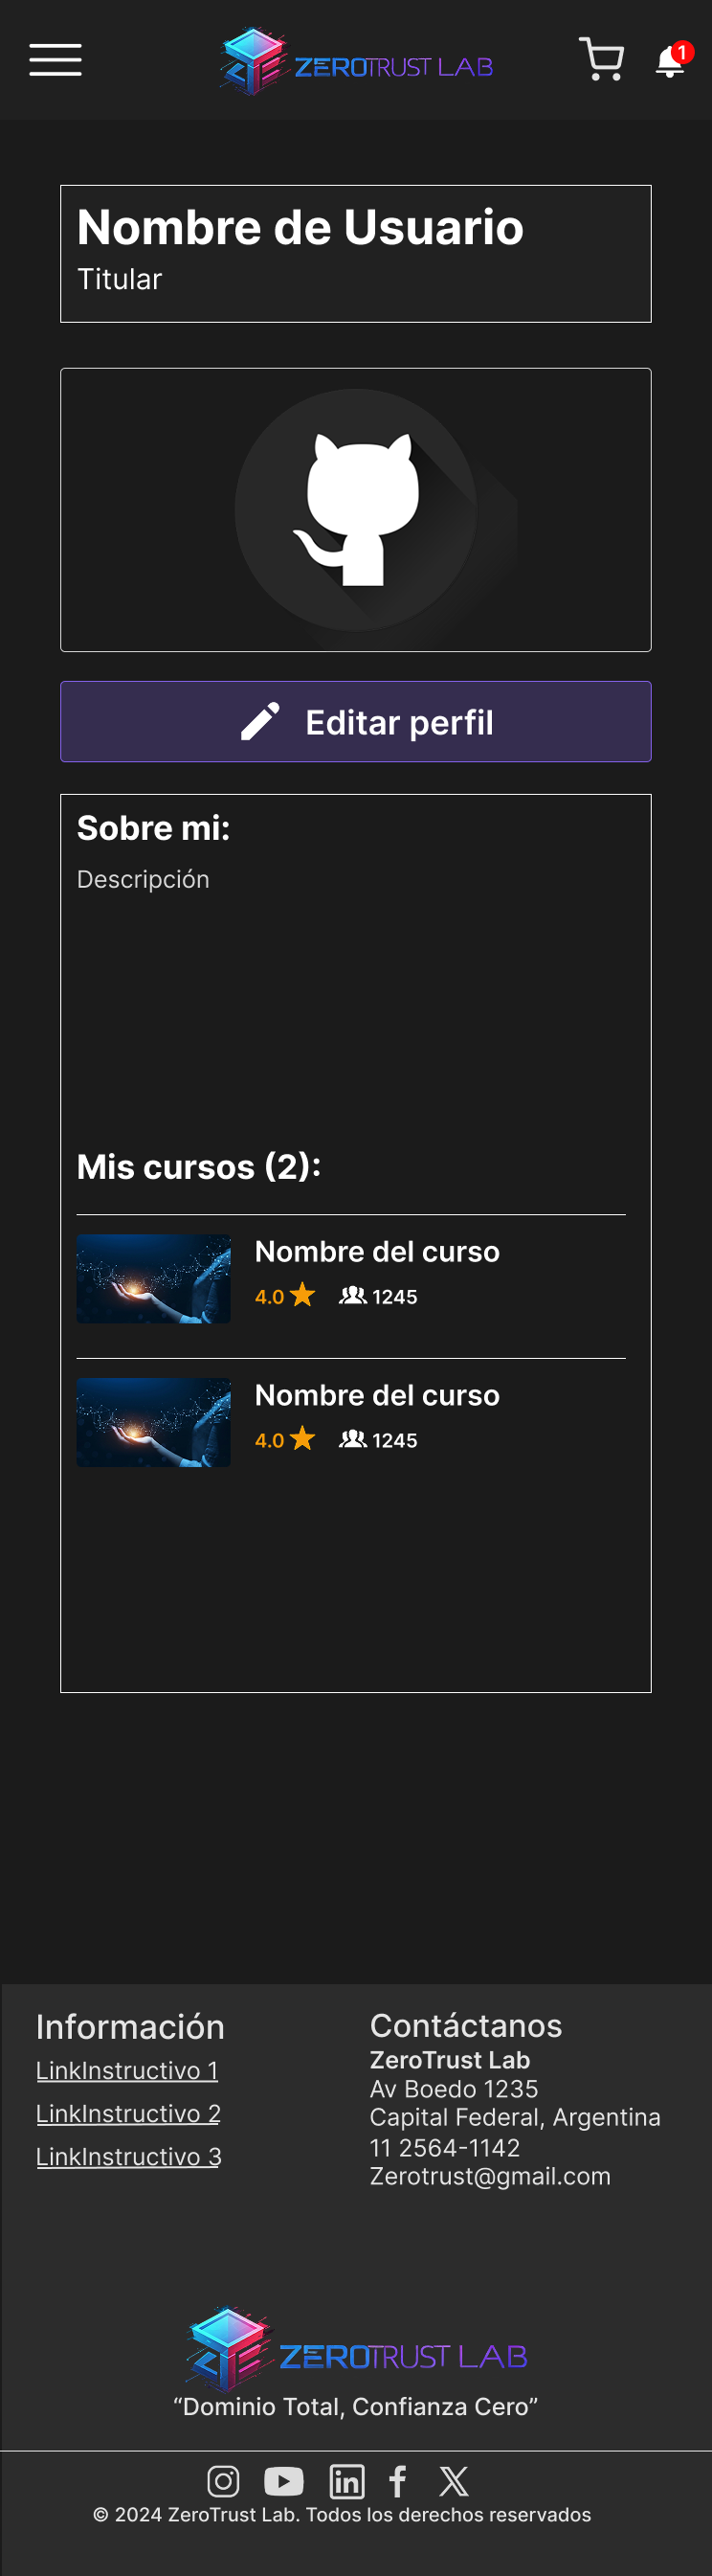 ZEROTRUST LAB
1
Nombre de Usuario
Titular
Editar perfil
Sobre mi:
Descripción
Mis cursos (2):
Nombre del curso
4.0 1245
Nombre del curso
4.0 1245
Información
LinkInstructivo 1
LinkInstructivo 2
LinkInstructivo 3
Contáctanos
ZeroTrust Lab
Av Boedo 1235
Capital Federal, Argentina
11 2564-1142
Zerotrust@gmail.com
ZEROTRUST LAB
“Dominio Total, Confianza Cero”
© 2024 ZeroTrust Lab. Todos los derechos reservados